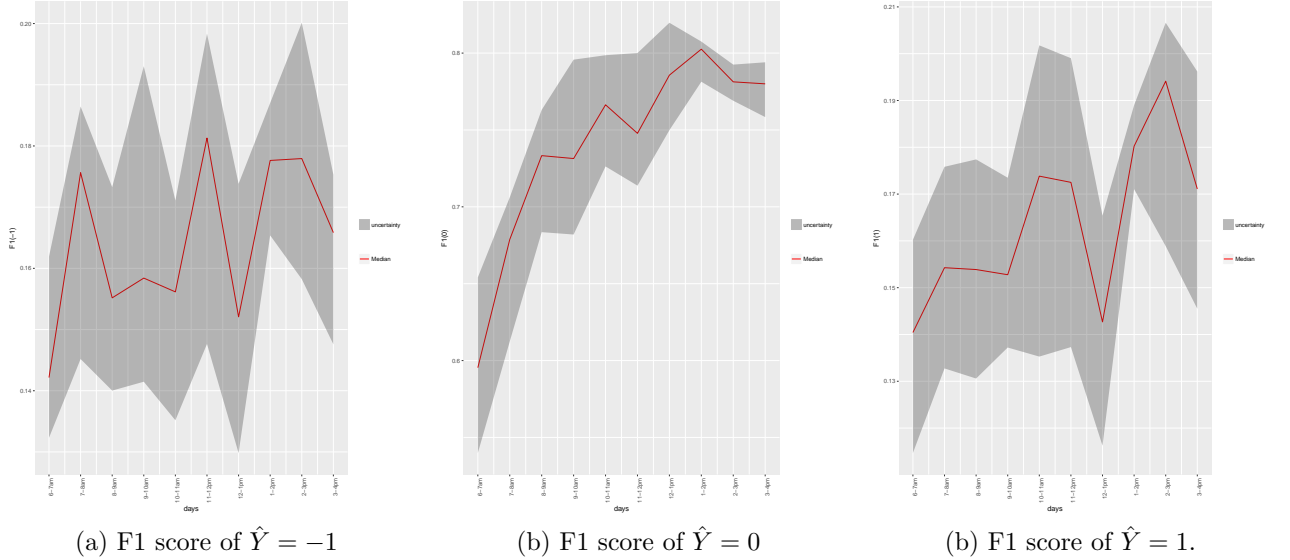 0.20
0.18
0.16
0.14
F1(−1)
6−7am
7−8am
8−9am
9−10am
10−11am
11−12pm
12−1pm
1−2pm
2−3pm
3−4pm
days
uncertainty
Median
(a) F1 score of Ŷ = −1
0.8
0.7
0.6
F1(0)
6−7am
7−8am
8−9am
9−10am
10−11am
11−12pm
12−1pm
1−2pm
2−3pm
3−4pm
days
uncertainty
Median
(b) F1 score of Ŷ = 0
0.21
0.19
0.17
0.15
0.13
F1(1)
6−7am
7−8am
8−9am
9−10am
10−11am
11−12pm
12−1pm
1−2pm
2−3pm
3−4pm
days
uncertainty
Median
(b) F1 score of Ŷ = 1.